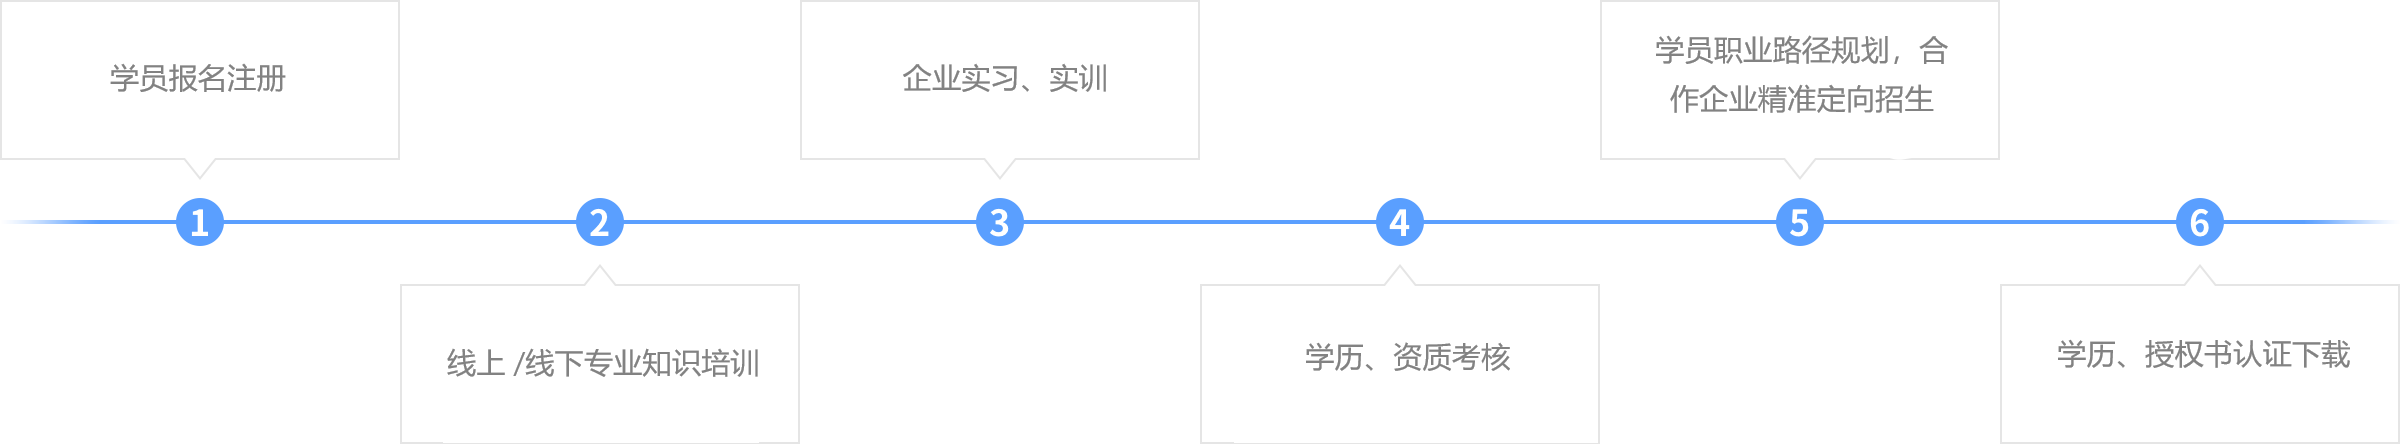 学员报名注册
1
线上 /线下专业知识培训
2
企业实习、实训
3
学历、资质考核
4
学员职业路径规划，合
作企业精准定向招生
5
学历、授权书认证下载
6